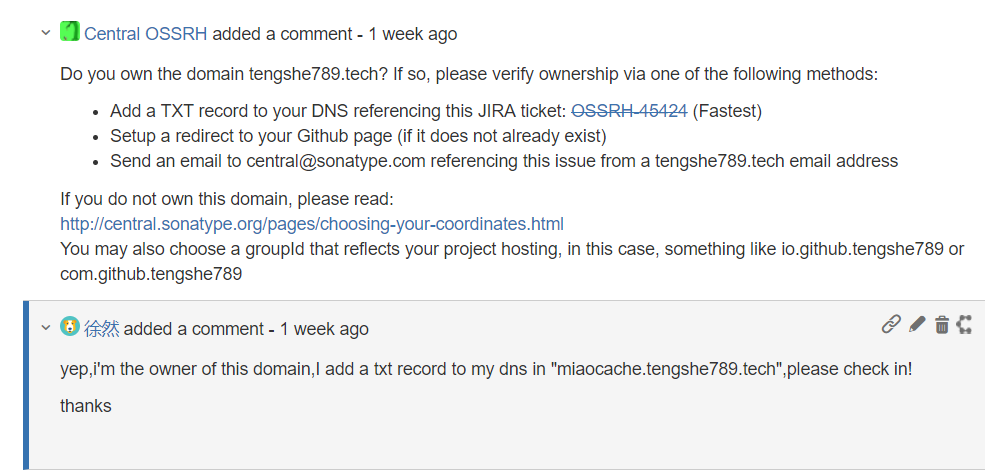 Central OSSRH added a comment - 1 week ago
Do you own the domain tengshe789.tech? If so, please verify ownership via one of the following methods:
• Add a TXT record to your DNS referencing this JIRA ticket: OSSRH-45424 (Fastest)
• Setup a redirect to your Github page (if it does not already exist)
• Send an email to central@sonatype.com referencing this issue from a tengshe789.tech email address
If you do not own this domain, please read:
http://central.sonatype.org/pages/choosing-your-coordinates.html
You may also choose a groupId that reflects your project hosting, in this case, something like io.github.tengshe789 or
com.github.tengshe789
徐然 added a comment - 1 week ago
yep,i'm the owner of this domain,I add a txt record to my dns in "miaocache.tengshe789.tech",please check in!
thanks